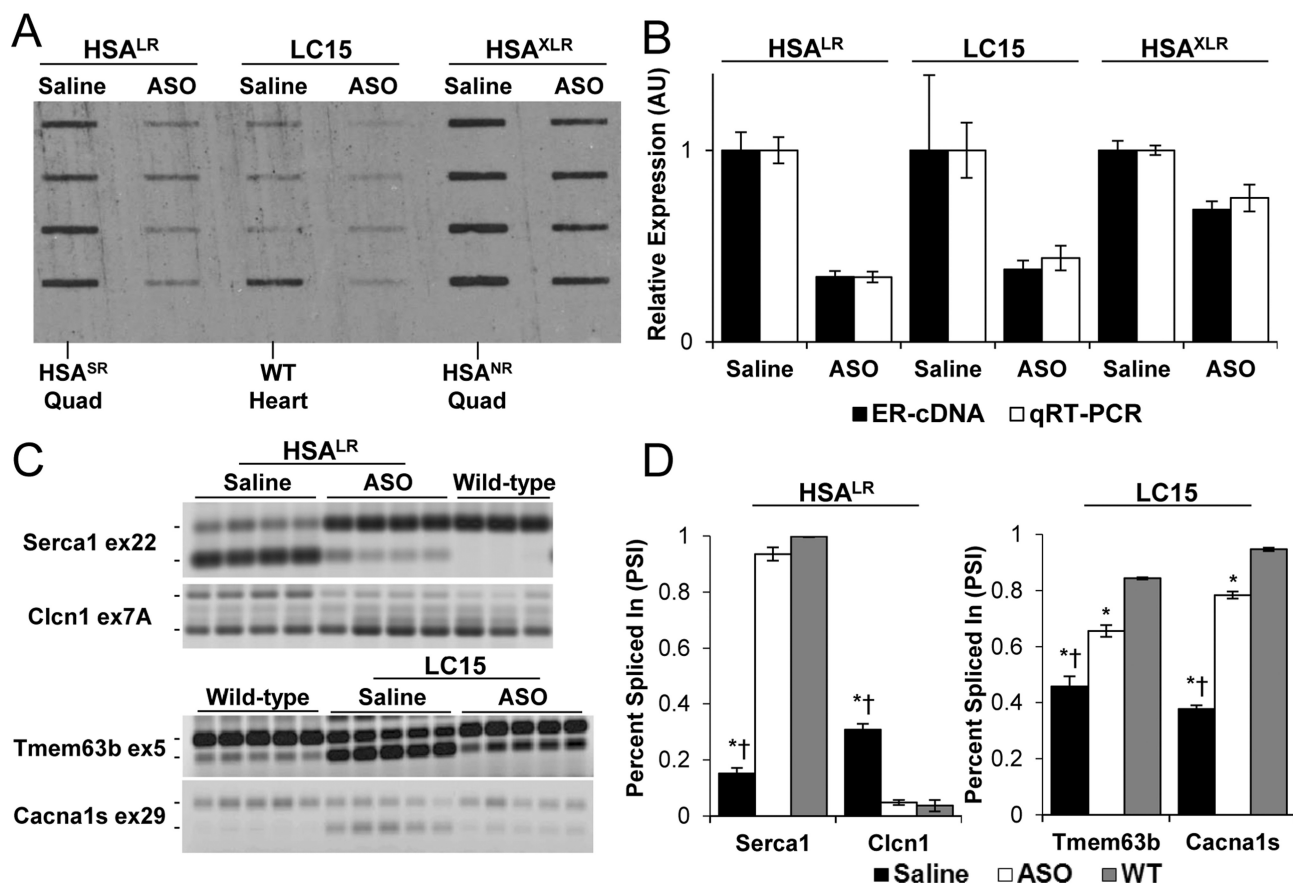 A
HSA^LR LC15 HSA^XLR
Saline ASO Saline ASO Saline ASO
HSA^SR WT HSA^NR
Quad Heart Quad
B
HSA^LR LC15 HSA^XLR
Relative Expression (AU)
1
0
Saline ASO Saline ASO Saline ASO
■ER-cDNA □qRT-PCR
C
HSA^LR
Saline ASO Wild-type
- Serca1 ex22 -
Clcn1 ex7A -
LC15
Wild-type Saline ASO
Tmem63b ex5 -
Cacna1s ex29 -
D
HSA^LR
Percent Spliced In (PSI)
1
0.8
0.6
0.4
0.2
0
*† *†
Serca1 Clcn1
LC15
Percent Spliced In (PSI)
1
0.8
0.6
0.4
0.2
0
*† * *† *
Tmem63b Cacna1s
■Saline □ASO ■WT